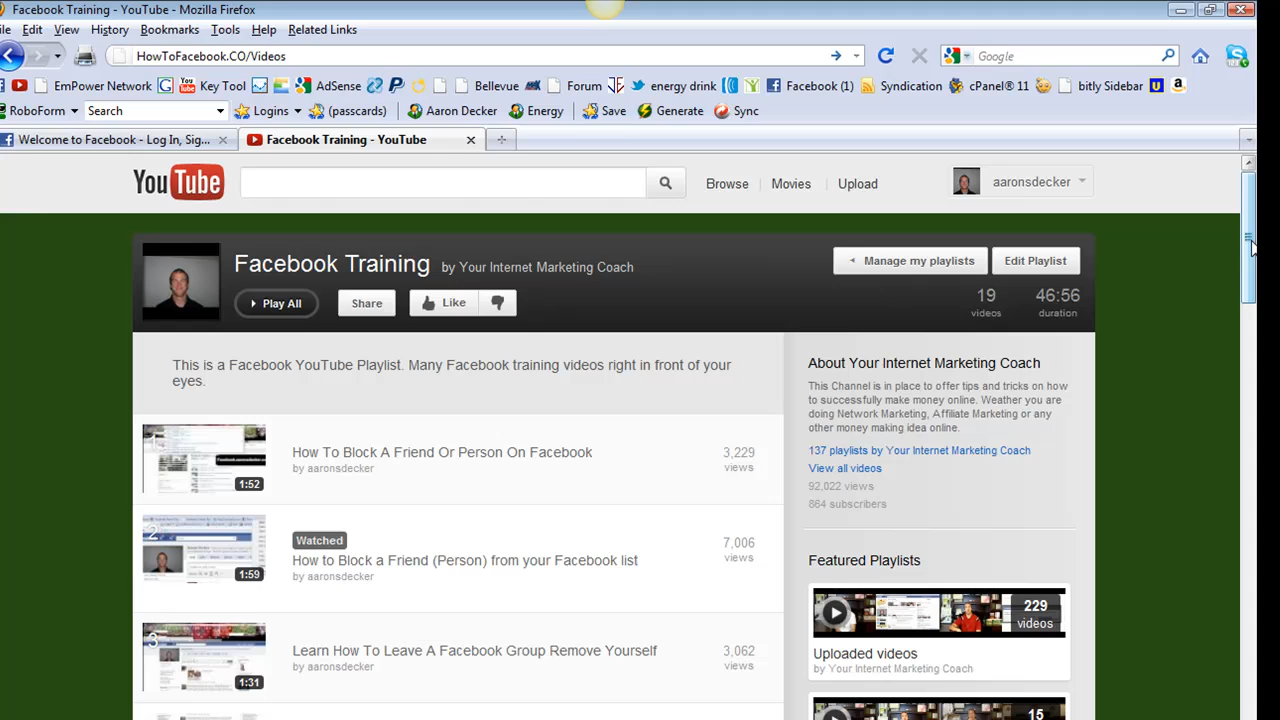 Facebook Training - YouTube - Mozilla Firefox
ile Edit View History Bookmarks Tools Help Related Links
HowToFacebook.CO/Videos
Google
EmPower Network Key Tool AdSense Bellevue Forum energy drink Facebook (1) Syndication cPanel® 11 bitly Sidebar
RoboForm Search Logins (passcards) Aaron Decker Energy Save Generate Sync
Welcome to Facebook - Log In, Sig... Facebook Training - YouTube
YouTube
Browse Movies Upload aaronsdecker
Facebook Training by Your Internet Marketing Coach
Manage my playlists Edit Playlist
Play All Share Like
19 videos
46:56 duration
This is a Facebook YouTube Playlist. Many Facebook training videos right in front of your
eyes.
1
1:52
How To Block A Friend Or Person On Facebook
by aaronsdecker
3,229
views
2
1:59
Watched
How to Block a Friend (Person) from your Facebook list
by aaronsdecker
7,006
views
3
1:31
Learn How To Leave A Facebook Group Remove Yourself
by aaronsdecker
3,062
views
About Your Internet Marketing Coach
This Channel is in place to offer tips and tricks on how
to successfully make money online. Weather you are
doing Network Marketing, Affiliate Marketing or any
other money making idea online.
137 playlists by Your Internet Marketing Coach
View all videos
92,022 views
864 subscribers
Featured Playlists
229
videos
Uploaded videos
by Your Internet Marketing Coach
15